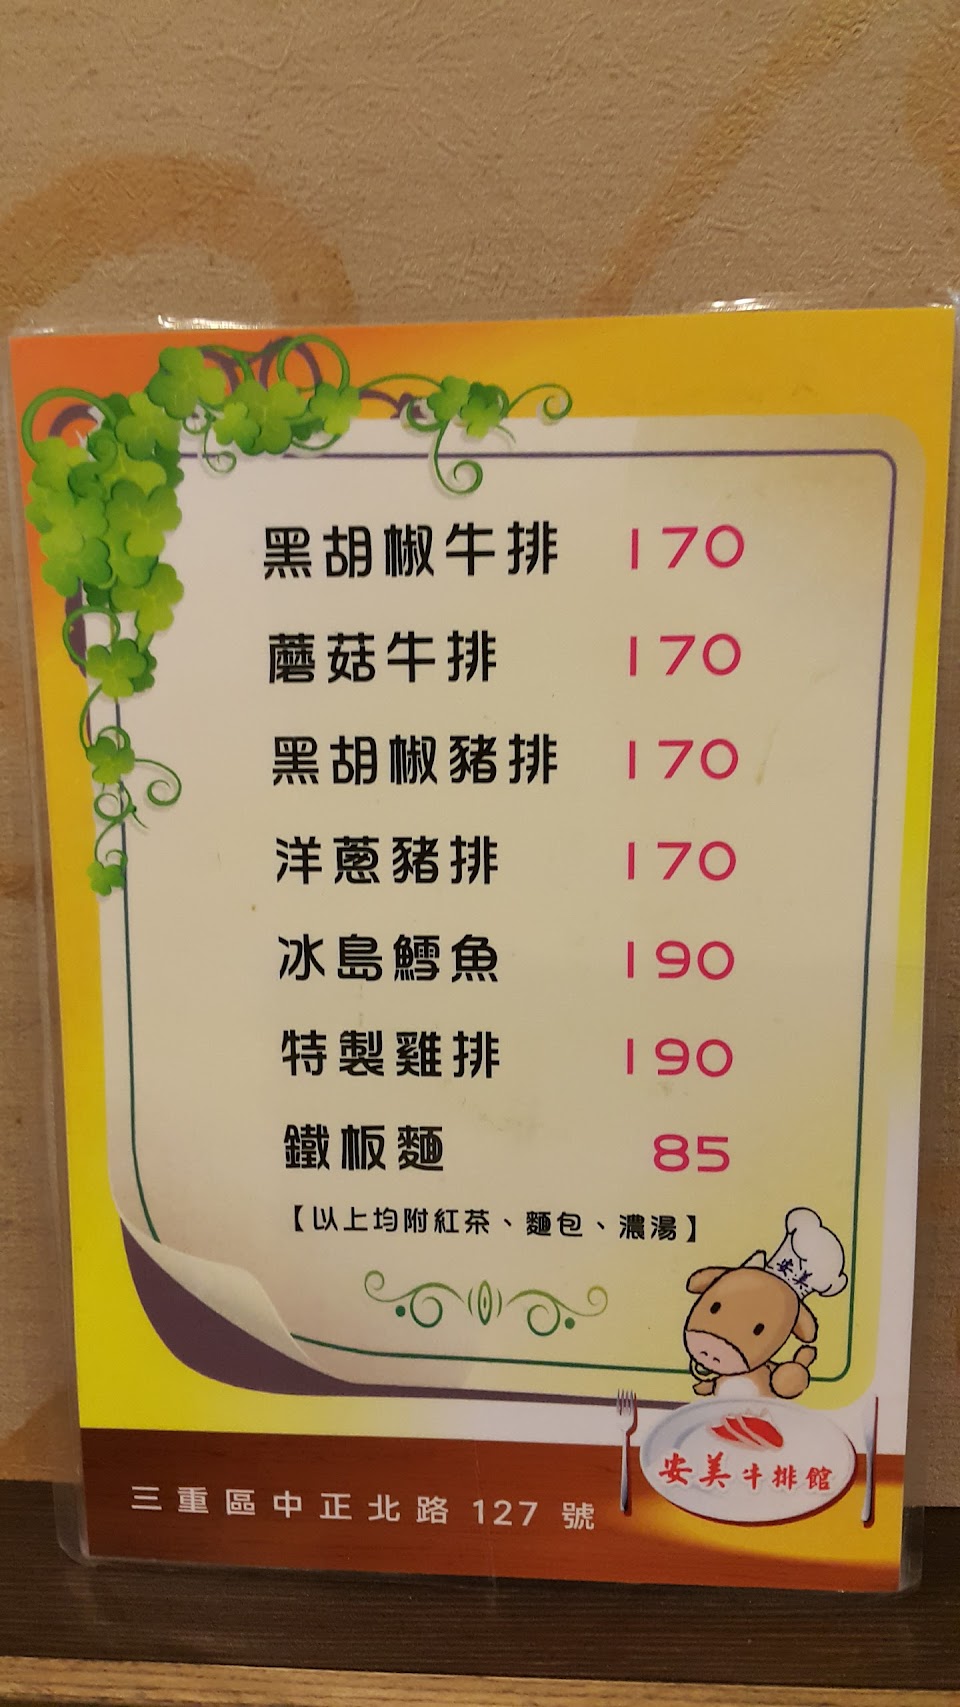 黑胡椒牛排 170
蘑菇牛排 170
黑胡椒豬排 170
洋蔥豬排 170
冰島鱈魚 190
特製雞排 190
鐵板麵 85
【以上均附紅茶、麵包、濃湯】
安美
安美牛排館
三重區中正北路 127 號